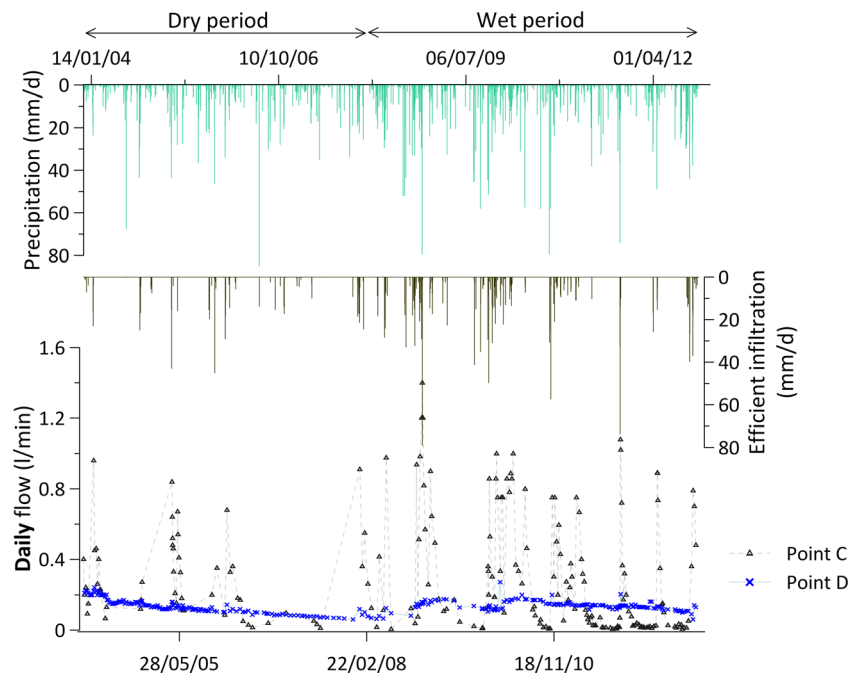 Dry period Wet period
14/01/04 10/10/06 06/07/09 01/04/12
Precipitation (mm/d)
0
20
40
60
80
Efficient infiltration
(mm/d)
0
20
40
60
80
Daily flow (l/min)
1.6
1.2
0.8
0.4
0
Point C
Point D
28/05/05 22/02/08 18/11/10